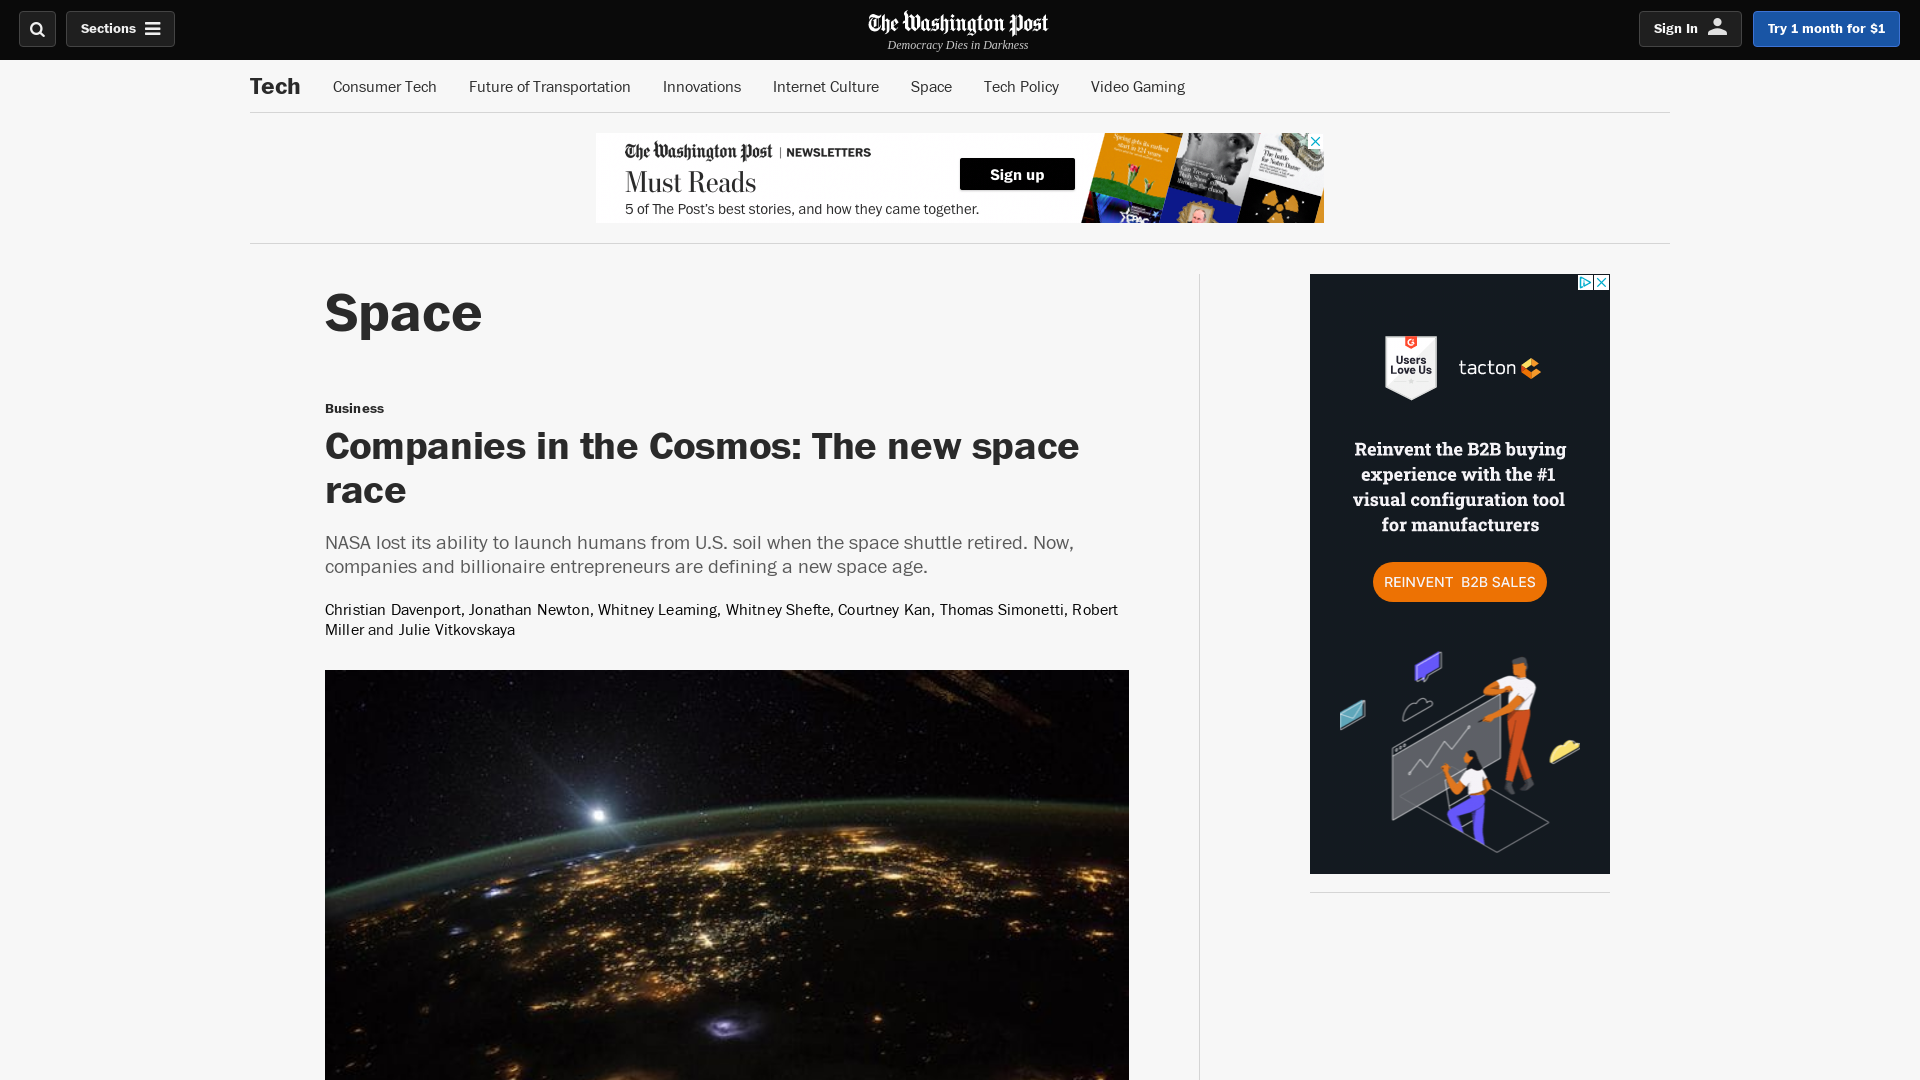 Sections
The Washington Post
Democracy Dies in Darkness
Sign In
Try 1 month for $1
Tech
Consumer Tech
Future of Transportation
Innovations
Internet Culture
Space
Tech Policy
Video Gaming
The Washington Post | NEWSLETTERS
Must Reads
5 of The Post's best stories, and how they came together.
Sign up
Space
Business
Companies in the Cosmos: The new space
race
NASA lost its ability to launch humans from U.S. soil when the space shuttle retired. Now,
companies and billionaire entrepreneurs are defining a new space age.
Christian Davenport, Jonathan Newton, Whitney Leaming, Whitney Shefte, Courtney Kan, Thomas Simonetti, Robert
Miller and Julie Vitkovskaya
Users
Love Us
tacton
Reinvent the B2B buying
experience with the #1
visual configuration tool
for manufacturers
REINVENT B2B SALES